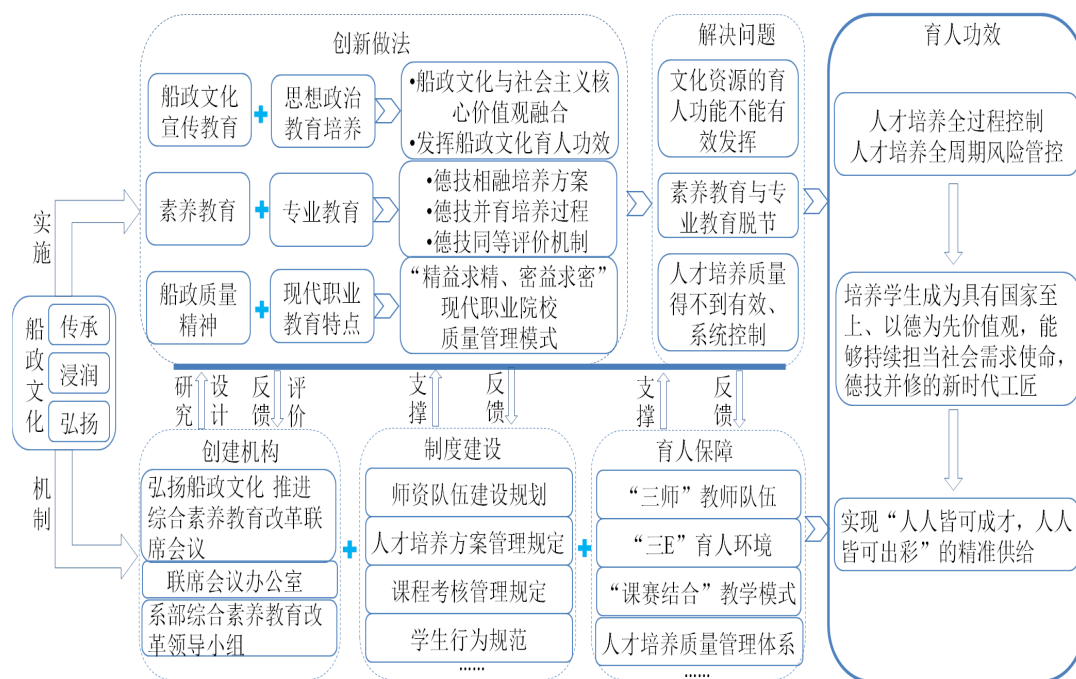 船政文化
传承
浸润
弘扬
实施
机制
创新做法
船政文化
宣传教育
思想政治
教育培养
•船政文化与社会主义核
心价值观融合
•发挥船政文化育人功效
素养教育
专业教育
•德技相融培养方案
•德技并育培养过程
•德技同等评价机制
船政质量
精神
现代职业
教育特点
“精益求精、密益求密”
现代职业院校
质量管理模式
解决问题
文化资源的育
人功能不能有
效发挥
素养教育与专
业教育脱节
人才培养质量
得不到有效、
系统控制
研究
设计
反馈
评价
支撑
反馈
支撑
反馈
创建机构
弘扬船政文化 推进
综合素养教育改革联
席会议
联席会议办公室
系部综合素养教育改
革领导小组
制度建设
师资队伍建设规划
人才培养方案管理规定
课程考核管理规定
学生行为规范
......
育人保障
“三师”教师队伍
“三E”育人环境
“课赛结合”教学模式
人才培养质量管理体系
......
育人功效
人才培养全过程控制
人才培养全周期风险管控
培养学生成为具有国家至
上、以德为先价值观，能
够持续担当社会需求使命，
德技并修的新时代工匠
实现“人人皆可成才，人人
皆可出彩”的精准供给